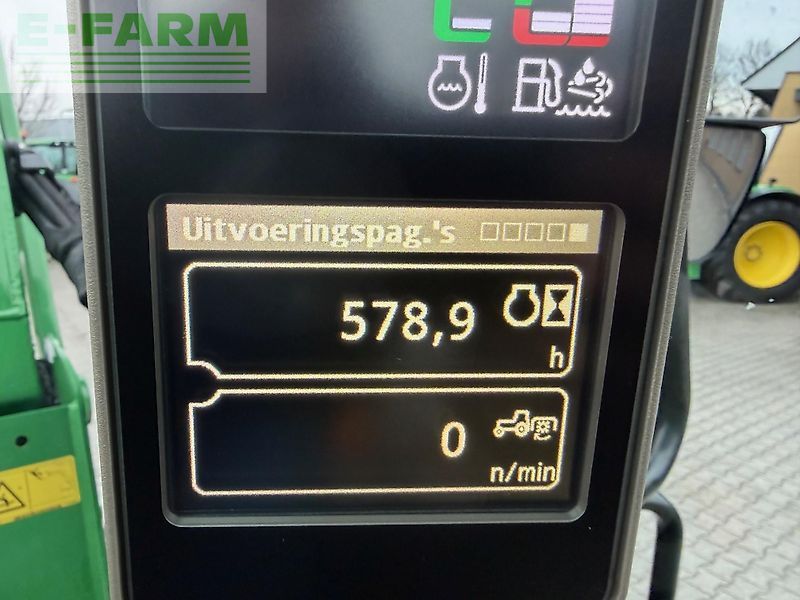 E-FARM
Uitvoeringspag.'s
578,9
h
0
n/min